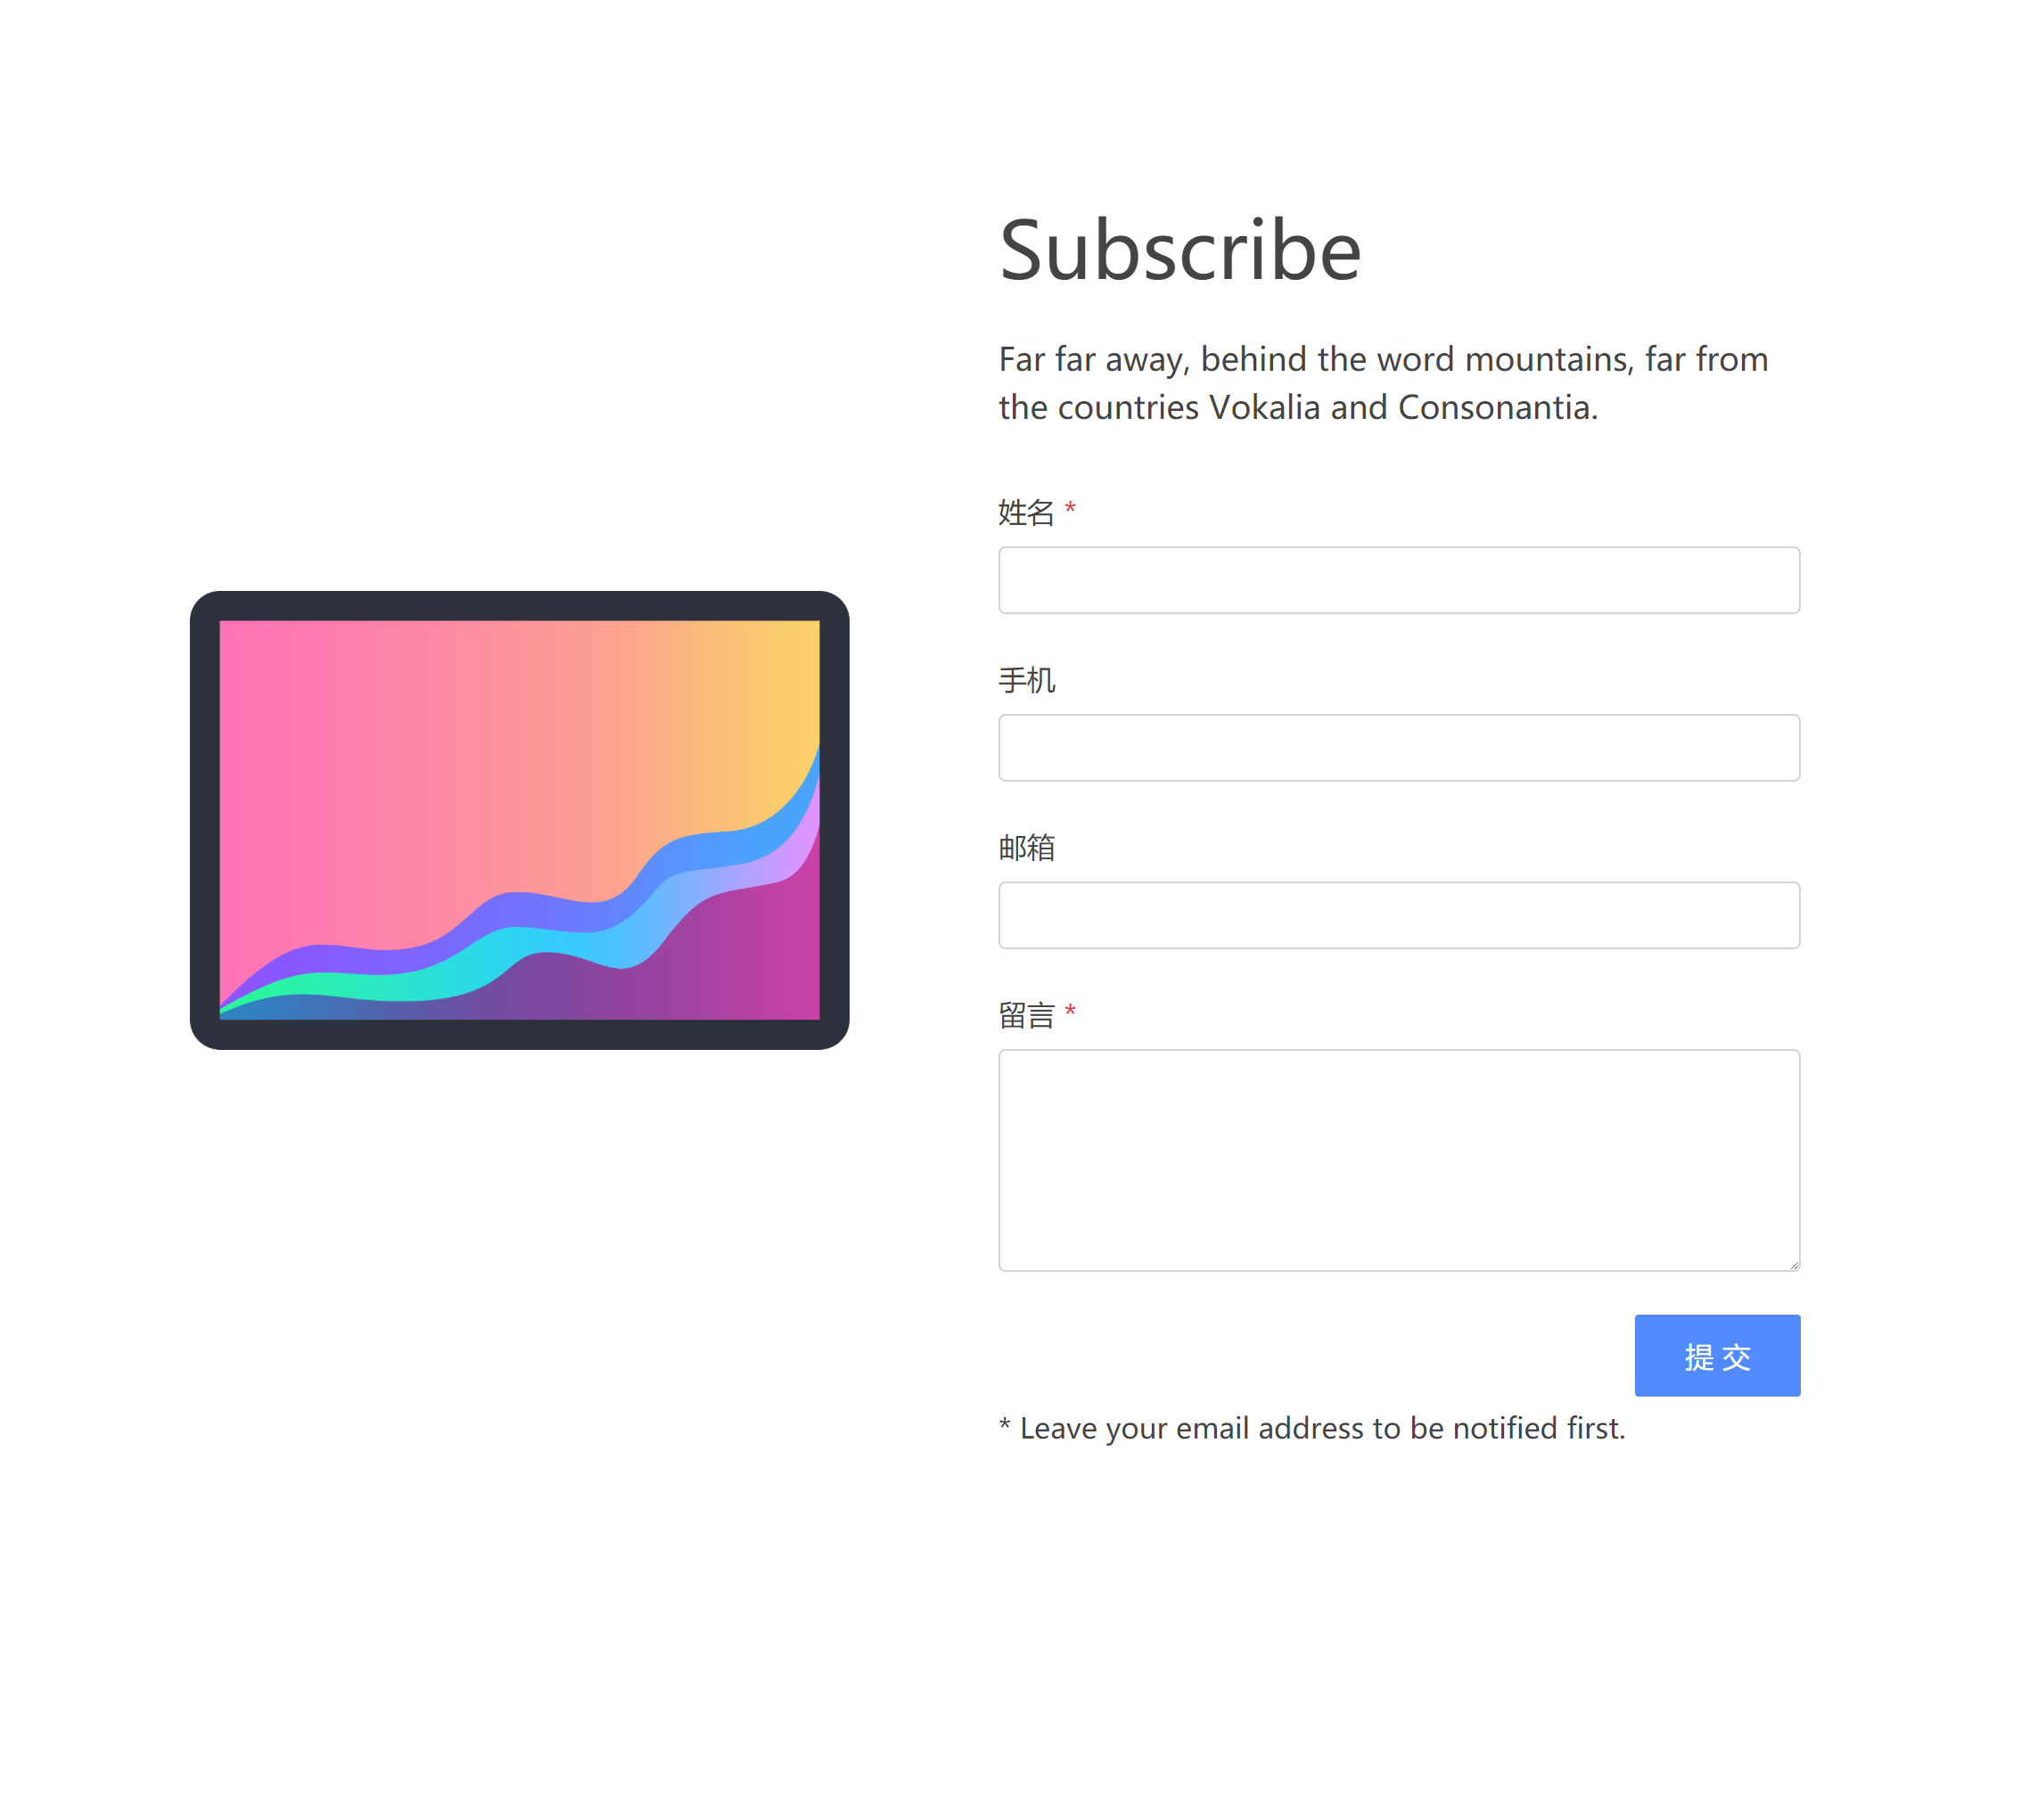 Subscribe
Far far away, behind the word mountains, far from
the countries Vokalia and Consonantia.
姓名 *
手机
邮箱
留言 *
提 交
* Leave your email address to be notified first.